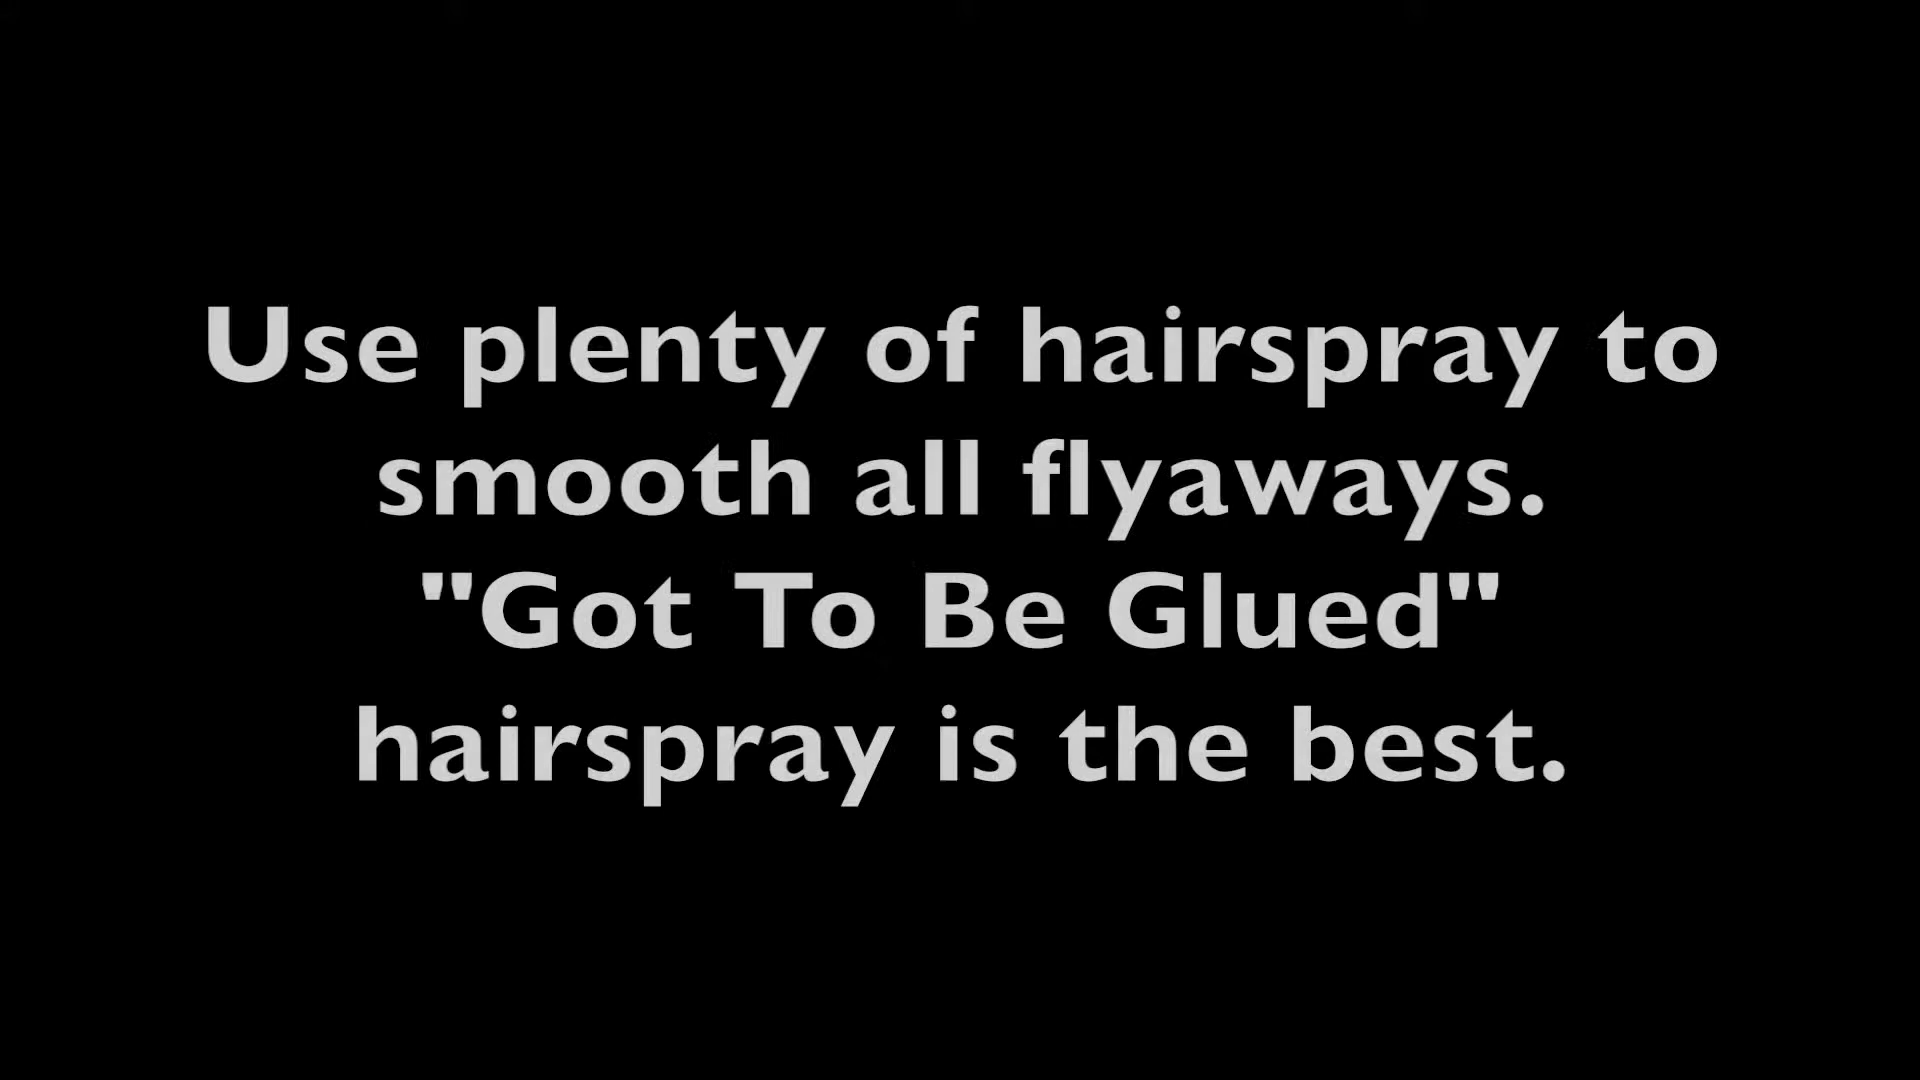 Use plenty of hairspray to
smooth all flyaways.
"Got To Be Glued"
hairspray is the best.